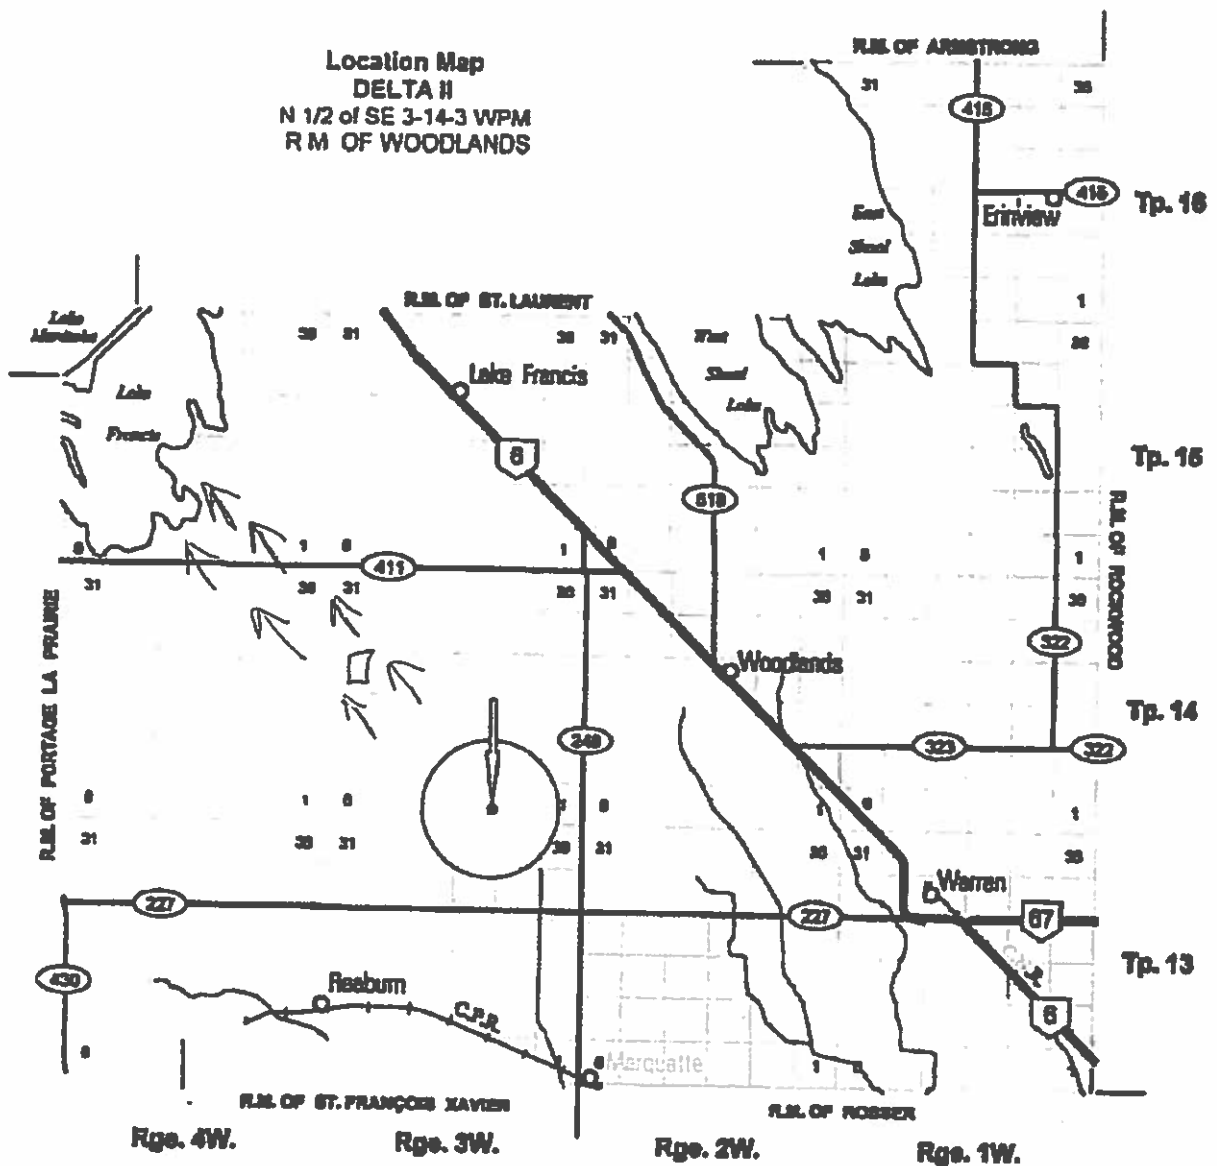 Location Map
DELTA II
N 1/2 of SE 3-14-3 WPM
R M OF WOODLANDS
R.M. OF ARMSTRONG
31
36
415
415
Erinview
Tp. 16
East
Shoal
Lake
1
36
R.M. OF ST. LAURENT
Lake
Manitoba
36 31
36 31
West
Shoal
Lake
Lake
Francis
Lake Francis
6
518
Tp. 15
R.M. OF ROCKWOOD
6
1 6
1 6
1 6
1
411
31
36 31
36 31
36 31
36
322
R.M. OF PORTAGE LA PRAIRIE
Woodlands
Tp. 14
248
323
322
6
1 6
1 6
1 6
1
31
36 31
36 31
36 31
36
Warren
227
227
67
Tp. 13
430
Reaburn
C.P.R.
C.P.R.
6
6
6
Marquette
1 6
R.M. OF ST. FRANÇOIS XAVIER
R.M. OF ROSSER
Rge. 4W.
Rge. 3W.
Rge. 2W.
Rge. 1W.